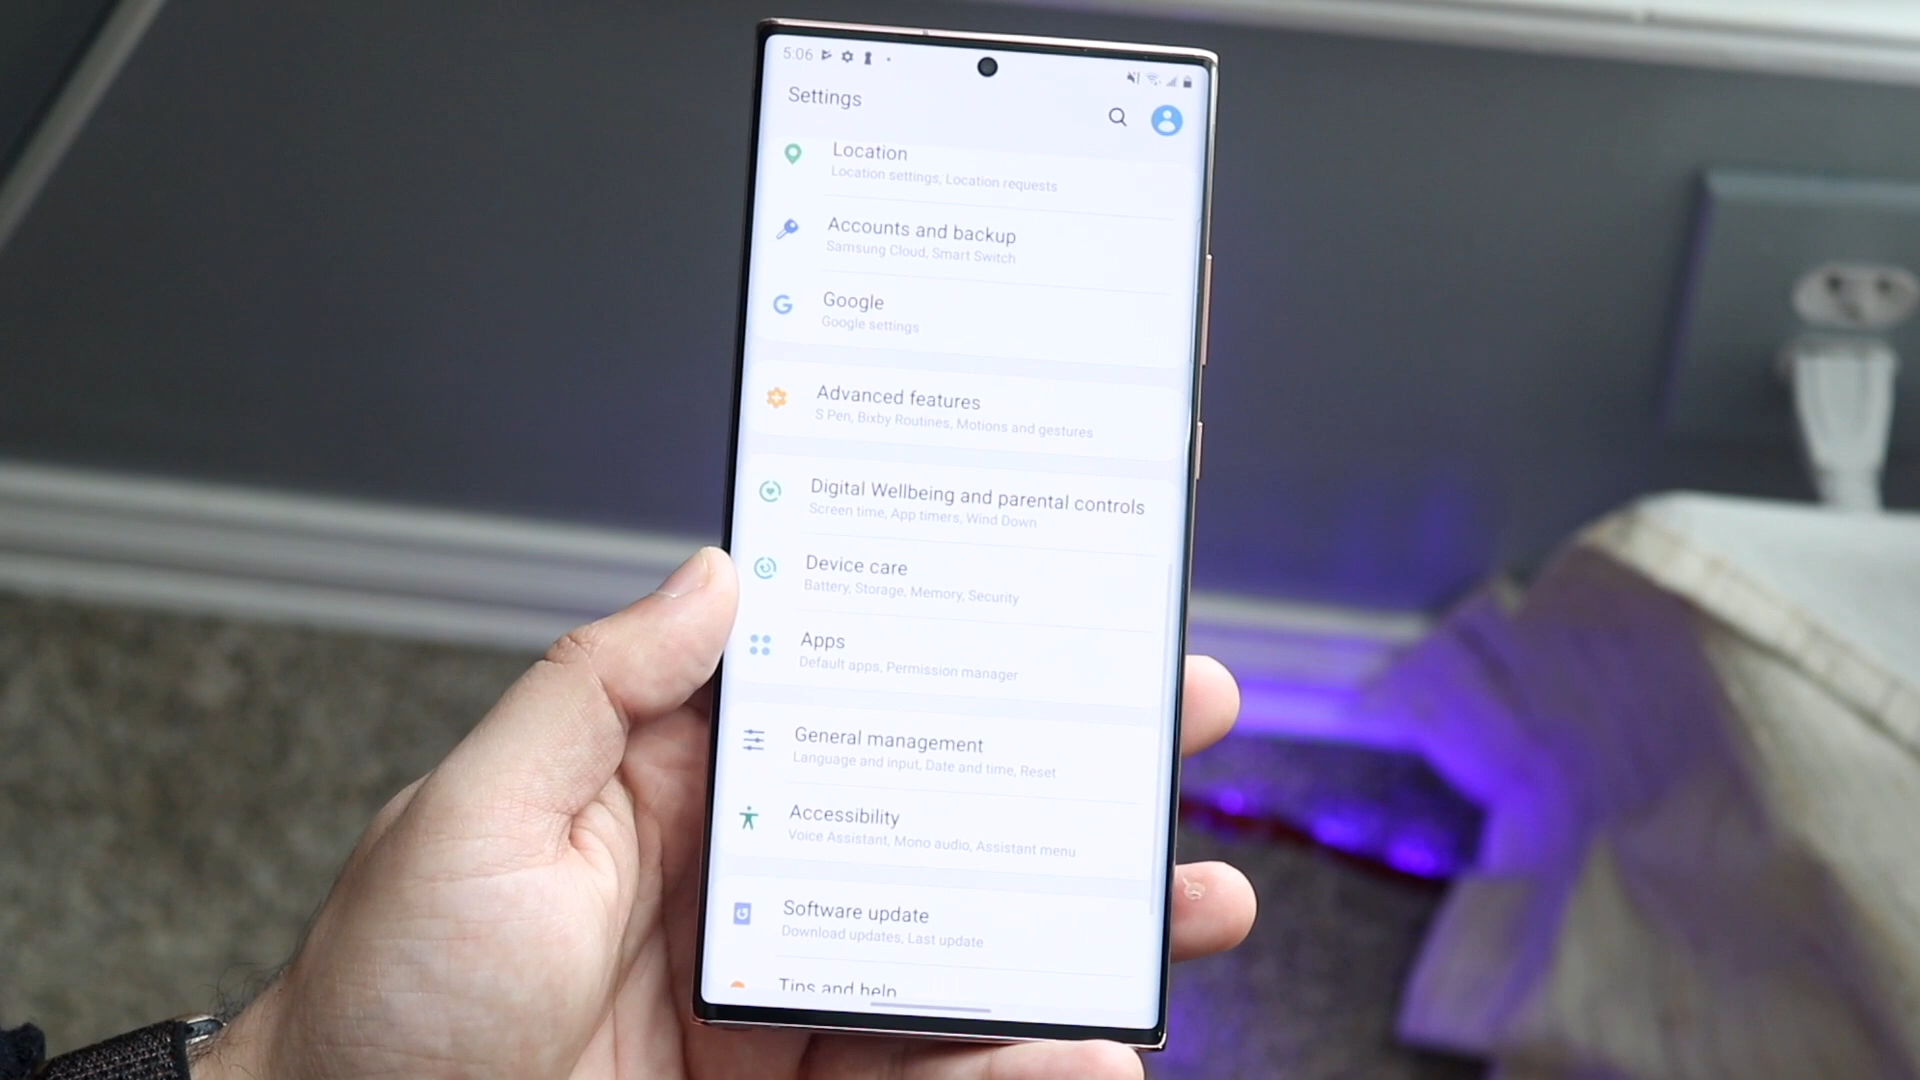 5:06
Settings
Location
Location settings, Location requests
Accounts and backup
Samsung Cloud, Smart Switch
Google
Google settings
Advanced features
S Pen, Bixby Routines, Motions and gestures
Digital Wellbeing and parental controls
Screen time, App timers, Wind Down
Device care
Battery, Storage, Memory, Security
Apps
Default apps, Permission manager
General management
Language and input, Date and time, Reset
Accessibility
Voice Assistant, Mono audio, Assistant menu
Software update
Download updates, Last update
Tips and help